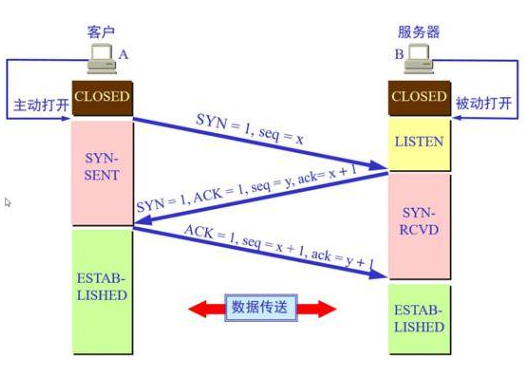 客户
服务器
A
B
主动打开
CLOSED
CLOSED
被动打开
SYN = 1, seq = x
LISTEN
SYN-
SENT
SYN = 1, ACK = 1, seq = y, ack= x + 1
SYN-
RCVD
ACK = 1, seq = x + 1, ack = y + 1
ESTAB-
LISHED
数据传送
ESTAB-
LISHED